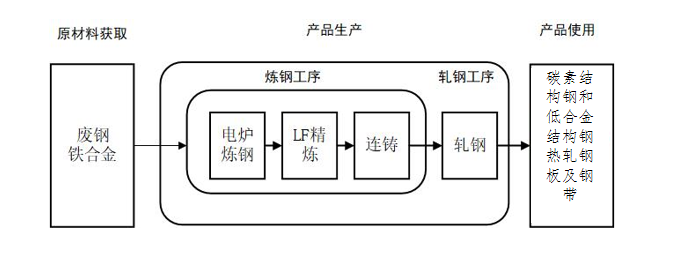 原材料获取
产品生产
产品使用
炼钢工序
轧钢工序
废钢
铁合金
电炉
炼钢
LF精
炼
连铸
轧钢
碳素结
构钢和
低合金
结构钢
热轧钢
板及钢
带